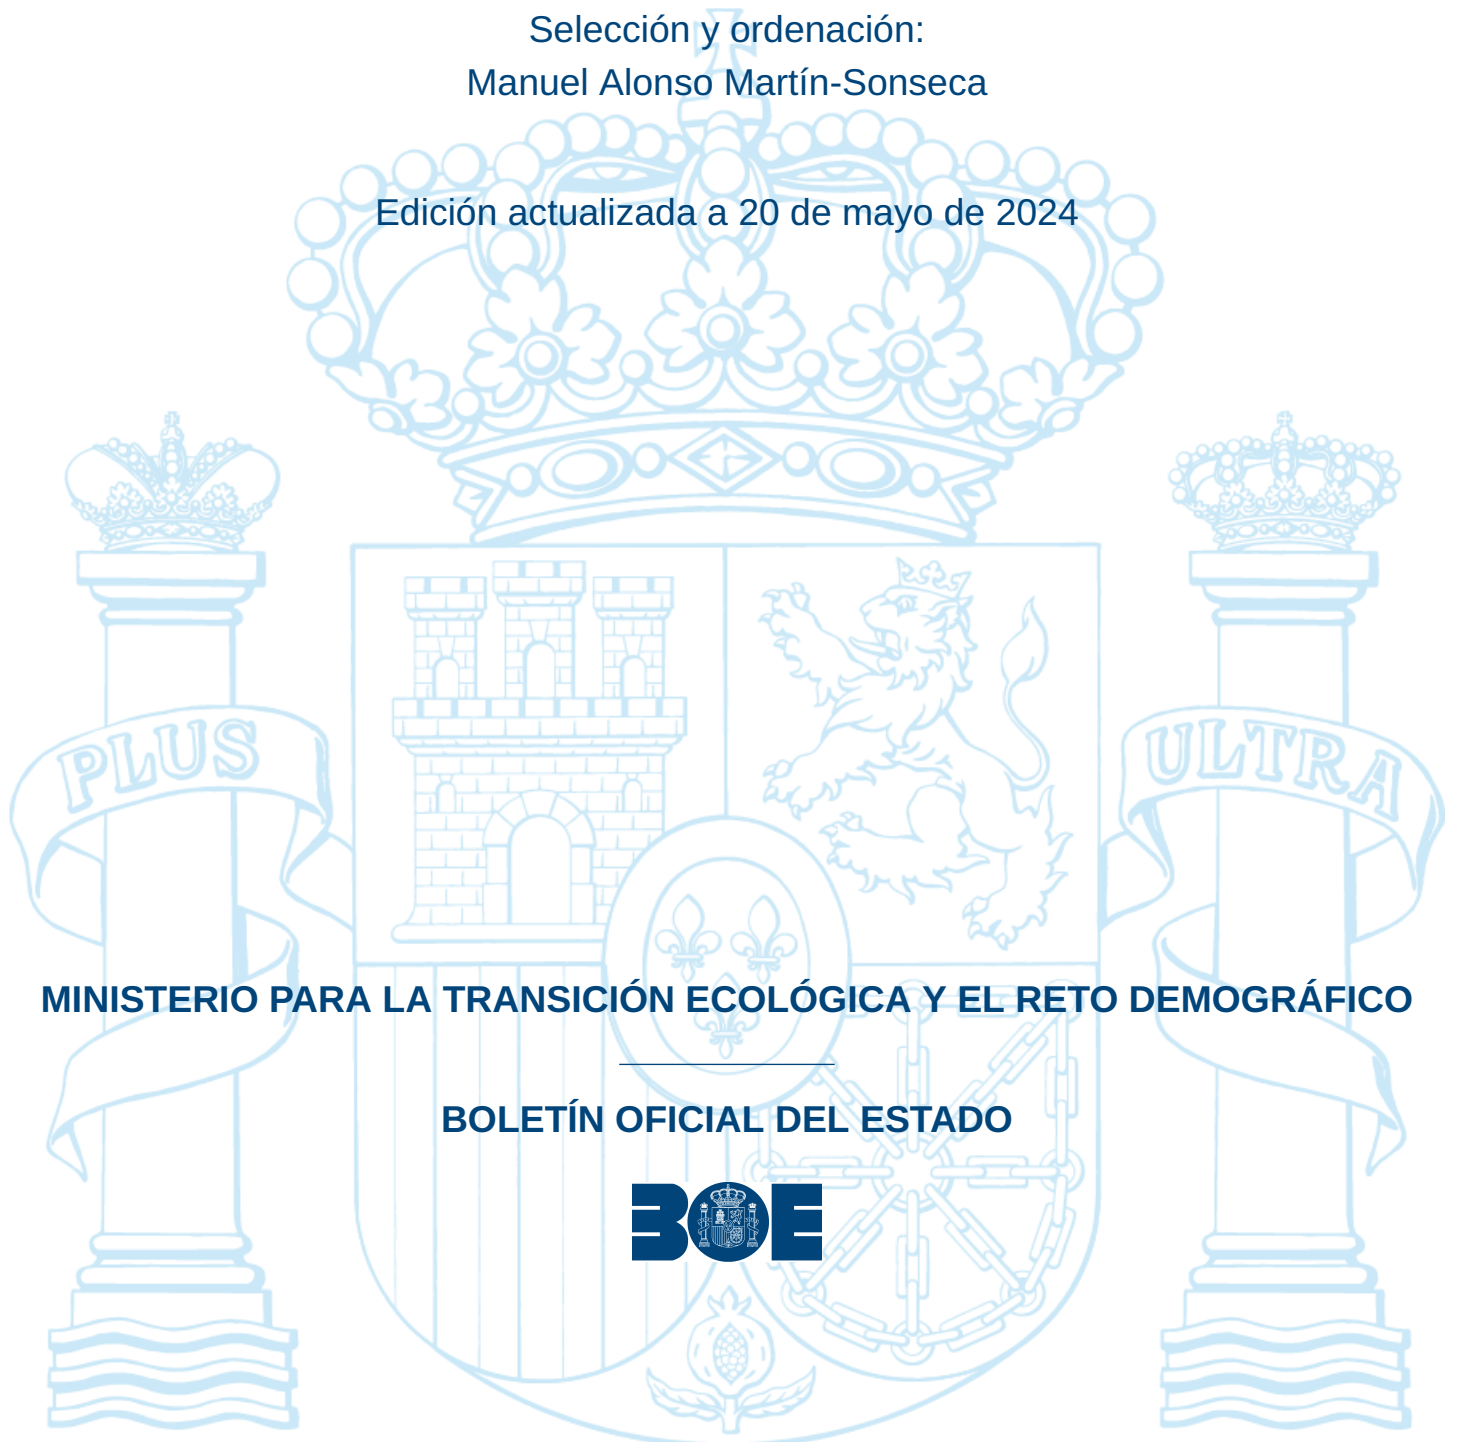 Selección y ordenación:
Manuel Alonso Martín-Sonseca
Edición actualizada a 20 de mayo de 2024
PLUS
ULTRA
MINISTERIO PARA LA TRANSICIÓN ECOLÓGICA Y EL RETO DEMOGRÁFICO
BOLETÍN OFICIAL DEL ESTADO
BOE